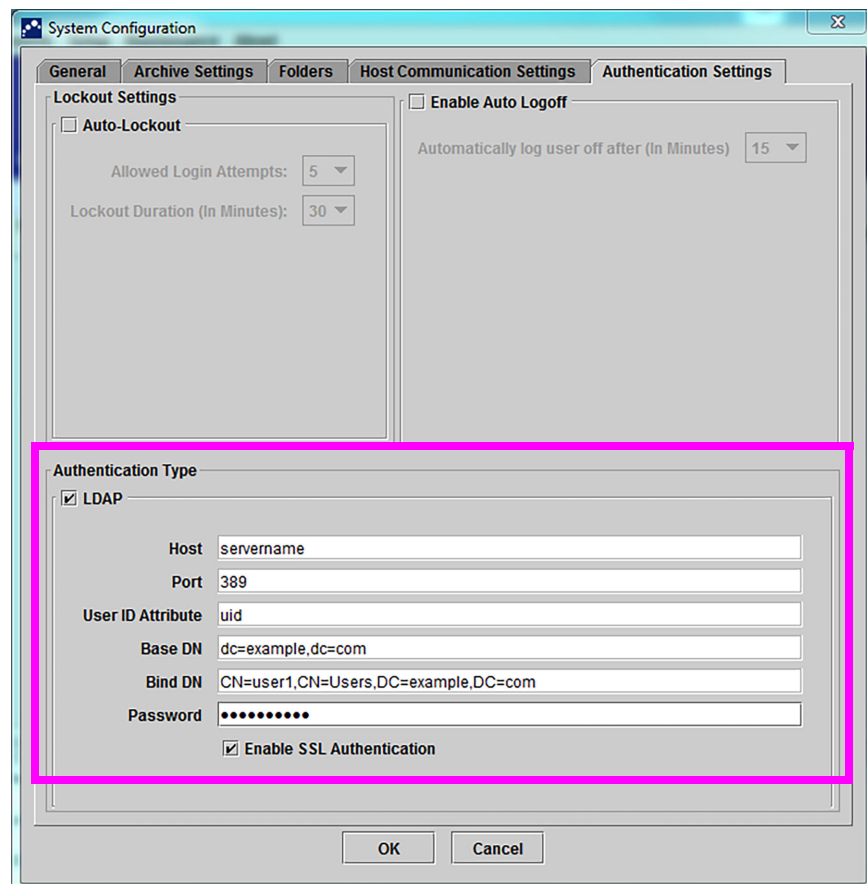 System Configuration
General Archive Settings Folders Host Communication Settings Authentication Settings
Lockout Settings
Auto-Lockout
Allowed Login Attempts: 5
Lockout Duration (In Minutes): 30
Enable Auto Logoff
Automatically log user off after (In Minutes) 15
Authentication Type
LDAP
Host servername
Port 389
User ID Attribute uid
Base DN dc=example,dc=com
Bind DN CN=user1,CN=Users,DC=example,DC=com
Password ••••••••••
Enable SSL Authentication
OK Cancel